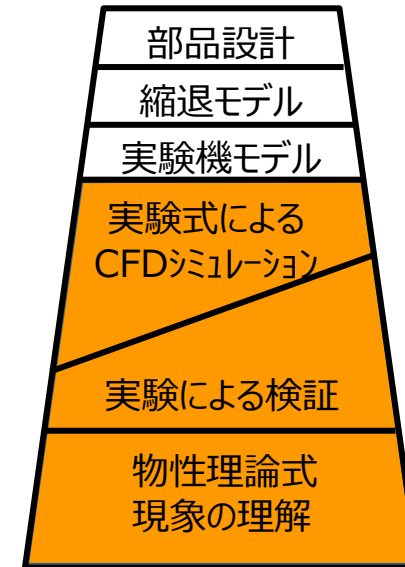 部品設計
縮退モデル
実験機モデル
実験式による
CFDｼﾐｭﾚｰｼｮﾝ
実験による検証
物性理論式
現象の理解